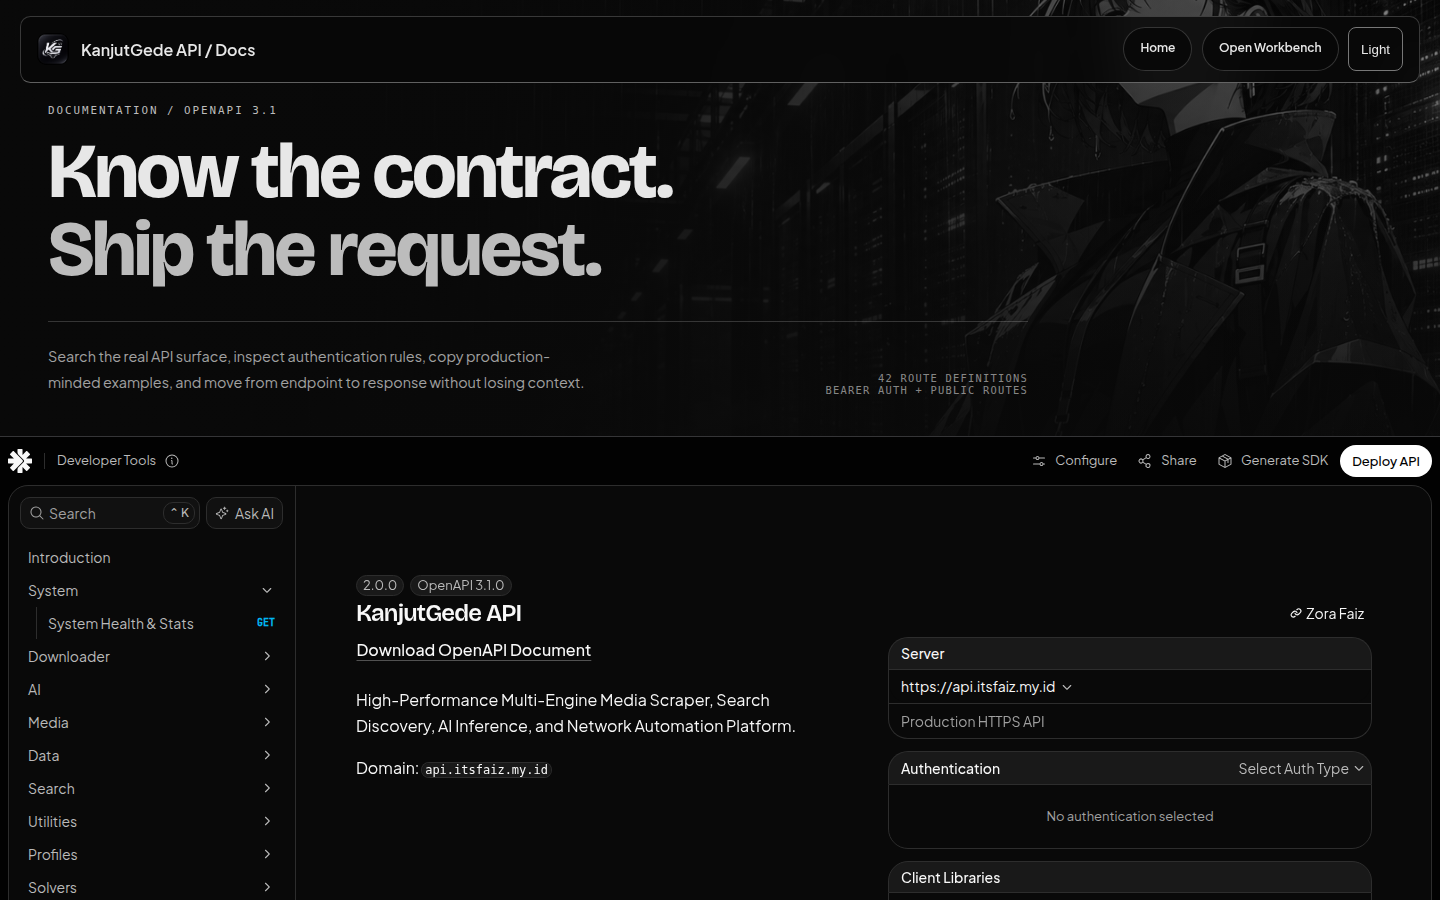 KG
KanjutGede API / Docs
Home
Open Workbench
Light
DOCUMENTATION / OPENAPI 3.1
Know the contract.
Ship the request.
Search the real API surface, inspect authentication rules, copy production-
minded examples, and move from endpoint to response without losing context.
42 ROUTE DEFINITIONS
BEARER AUTH + PUBLIC ROUTES
Developer Tools
Configure
Share
Generate SDK
Deploy API
Search
⌃ K
Ask AI
Introduction
System
System Health & Stats
GET
Downloader
AI
Media
Data
Search
Utilities
Profiles
Solvers
2.0.0
OpenAPI 3.1.0
KanjutGede API
Download OpenAPI Document
High-Performance Multi-Engine Media Scraper, Search
Discovery, AI Inference, and Network Automation Platform.
Domain: api.itsfaiz.my.id
Zora Faiz
Server
https://api.itsfaiz.my.id
Production HTTPS API
Authentication
Select Auth Type
No authentication selected
Client Libraries